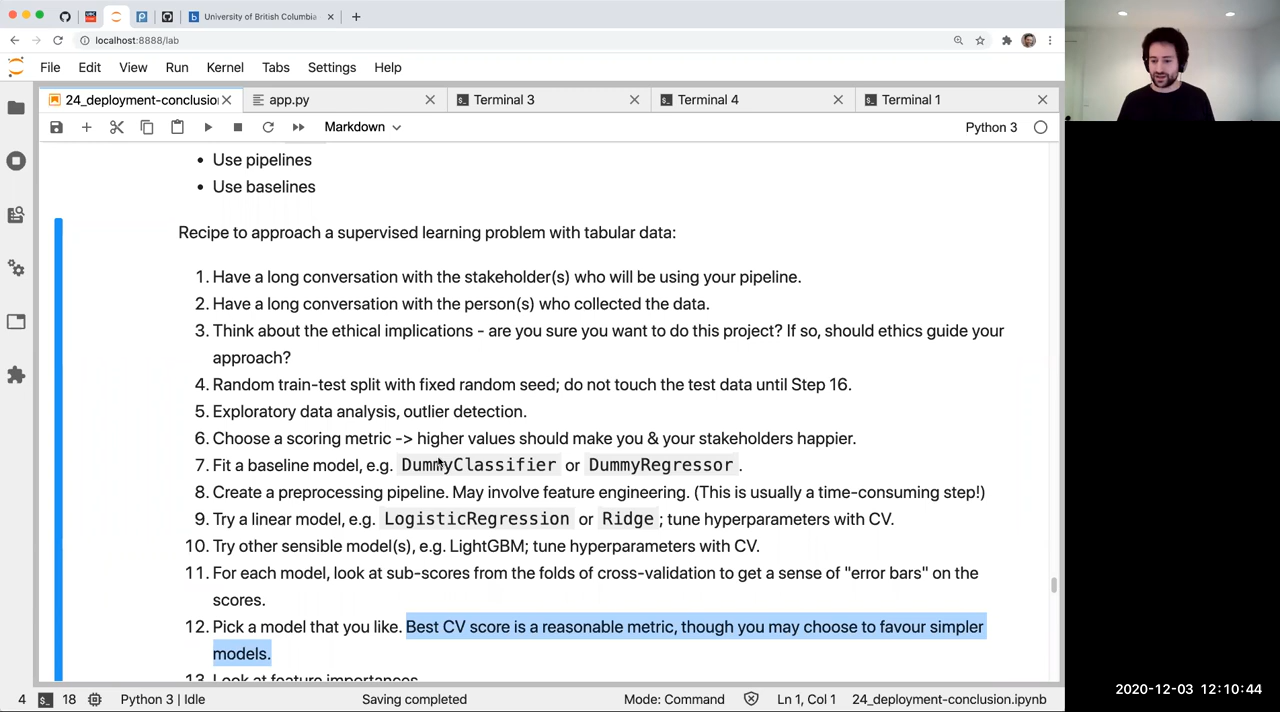 University of British Columbia
localhost:8888/lab
File Edit View Run Kernel Tabs Settings Help
24_deployment-conclusion
app.py
Terminal 3
Terminal 4
Terminal 1
Markdown
Python 3
• Use pipelines
• Use baselines
Recipe to approach a supervised learning problem with tabular data:
1. Have a long conversation with the stakeholder(s) who will be using your pipeline.
2. Have a long conversation with the person(s) who collected the data.
3. Think about the ethical implications - are you sure you want to do this project? If so, should ethics guide your
approach?
4. Random train-test split with fixed random seed; do not touch the test data until Step 16.
5. Exploratory data analysis, outlier detection.
6. Choose a scoring metric -> higher values should make you & your stakeholders happier.
7. Fit a baseline model, e.g. DummyClassifier or DummyRegressor .
8. Create a preprocessing pipeline. May involve feature engineering. (This is usually a time-consuming step!)
9. Try a linear model, e.g. LogisticRegression or Ridge ; tune hyperparameters with CV.
10. Try other sensible model(s), e.g. LightGBM; tune hyperparameters with CV.
11. For each model, look at sub-scores from the folds of cross-validation to get a sense of "error bars" on the
scores.
12. Pick a model that you like. Best CV score is a reasonable metric, though you may choose to favour simpler
models.
13. Look at feature importances
4 18 Python 3 | Idle Saving completed Mode: Command Ln 1, Col 1 24_deployment-conclusion.ipynb
2020-12-03 12:10:44